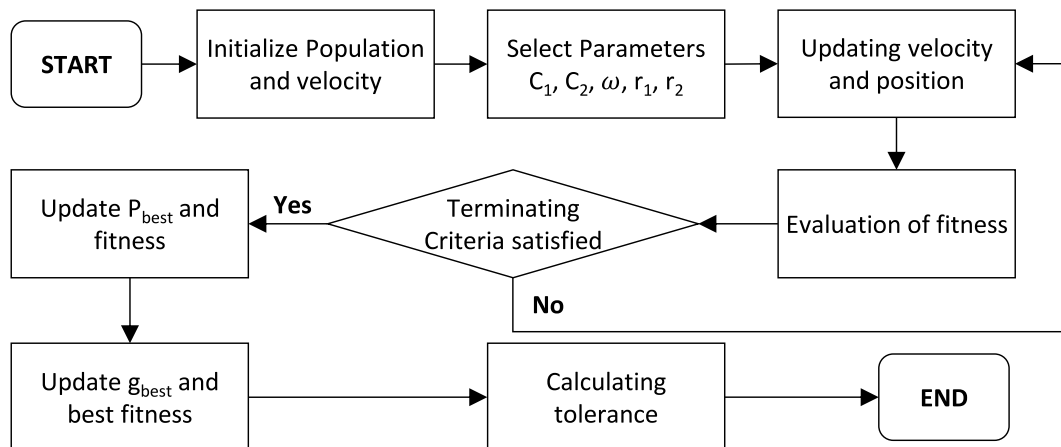 START
Initialize Population
and velocity
Select Parameters
C₁, C₂, ω, r₁, r₂
Updating velocity
and position
Update Pbest and
fitness
Yes
Terminating
Criteria satisfied
Evaluation of fitness
No
Update gbest and
best fitness
Calculating
tolerance
END